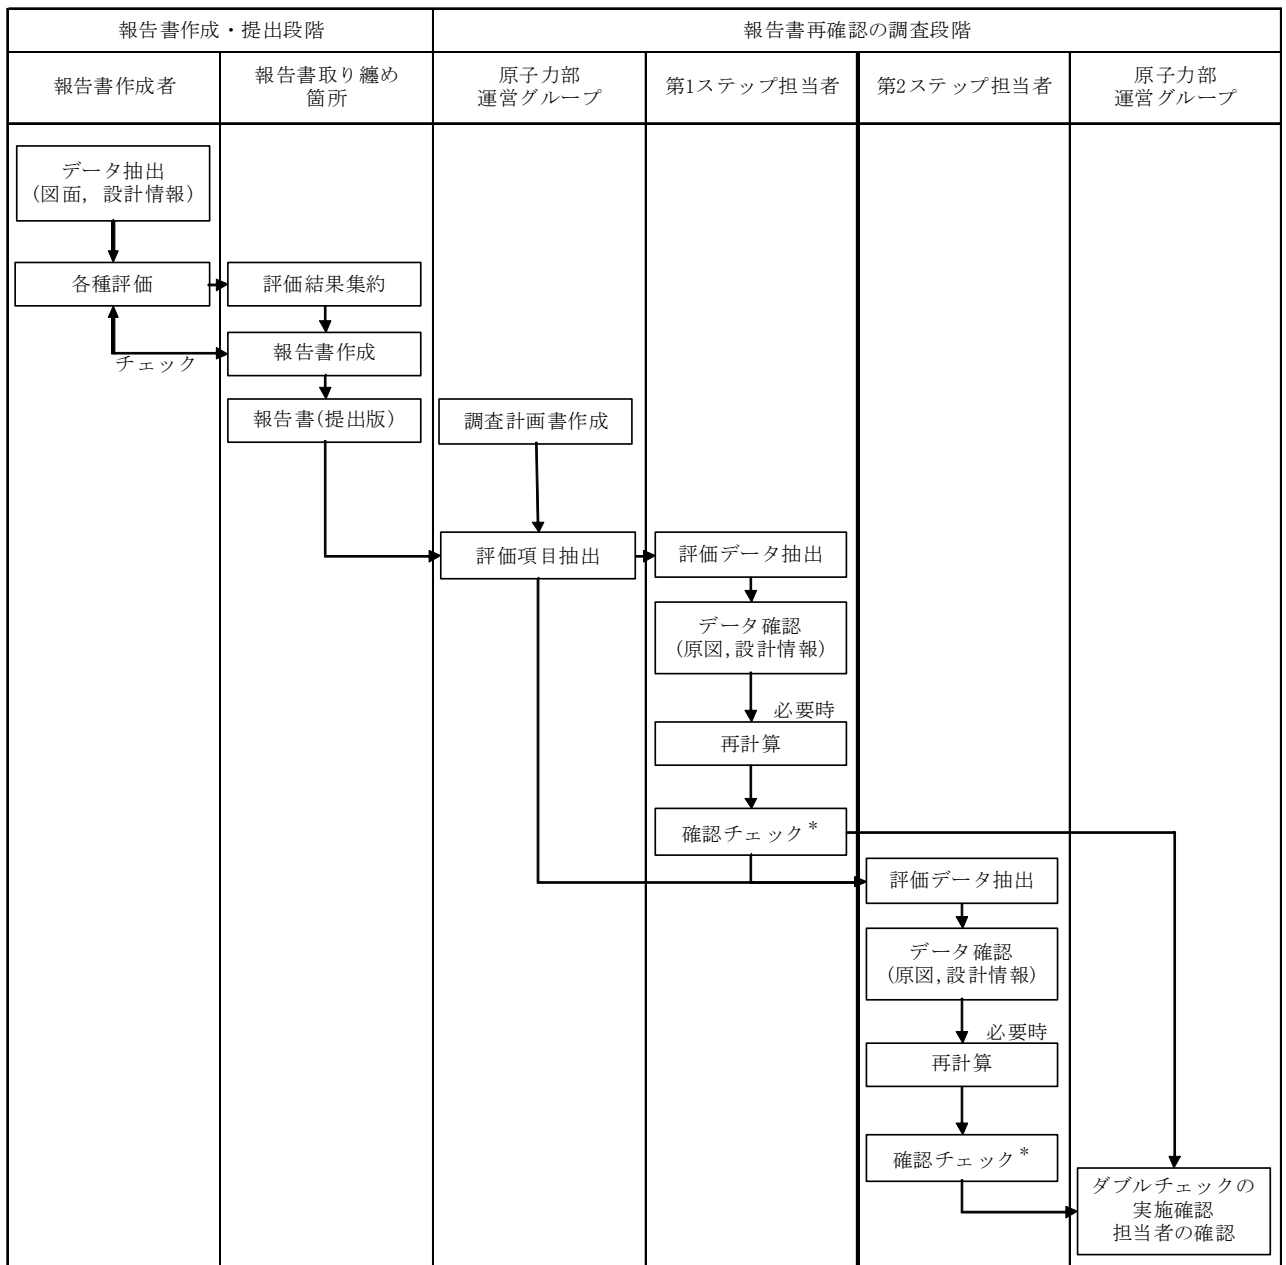 報告書作成・提出段階
報告書再確認の調査段階
報告書作成者
報告書取り纏め
箇所
原子力部
運営グループ
第1ステップ担当者
第2ステップ担当者
原子力部
運営グループ
データ抽出
(図面, 設計情報)
各種評価
評価結果集約
チェック
報告書作成
報告書(提出版)
調査計画書作成
評価項目抽出
評価データ抽出
データ確認
(原図,設計情報)
必要時
再計算
確認チェック*
評価データ抽出
データ確認
(原図,設計情報)
必要時
再計算
確認チェック*
ダブルチェックの
実施確認
担当者の確認